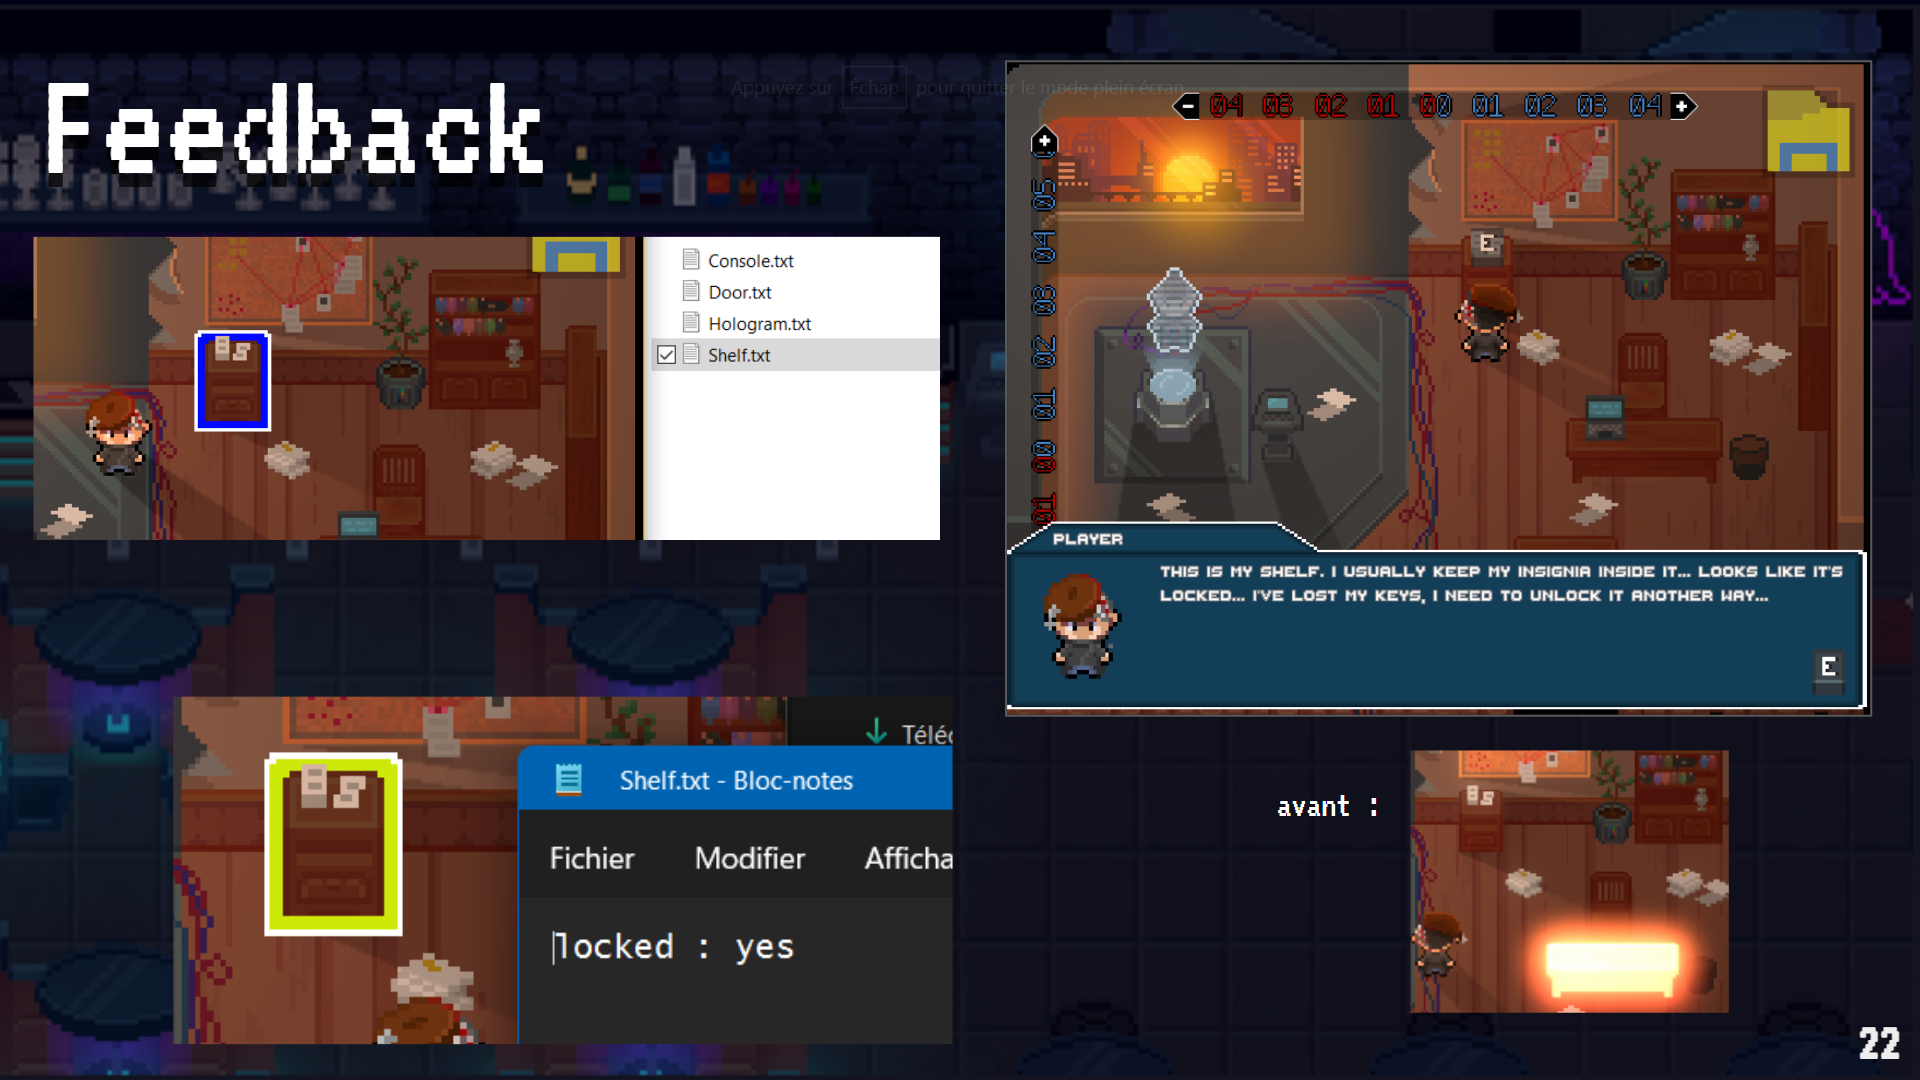 Feedback
Appuyez sur Échap pour quitter le mode plein écran
04 03 02 01 00 01 02 03 04
05
04
03
02
01
00
01
E
Console.txt
Door.txt
Hologram.txt
Shelf.txt
PLAYER
THIS IS MY SHELF. I USUALLY KEEP MY INSIGNIA INSIDE IT... LOOKS LIKE IT'S
LOCKED... I'VE LOST MY KEYS, I NEED TO UNLOCK IT ANOTHER WAY...
E
Téléc
Shelf.txt - Bloc-notes
Fichier Modifier Afficha
locked : yes
avant :
22